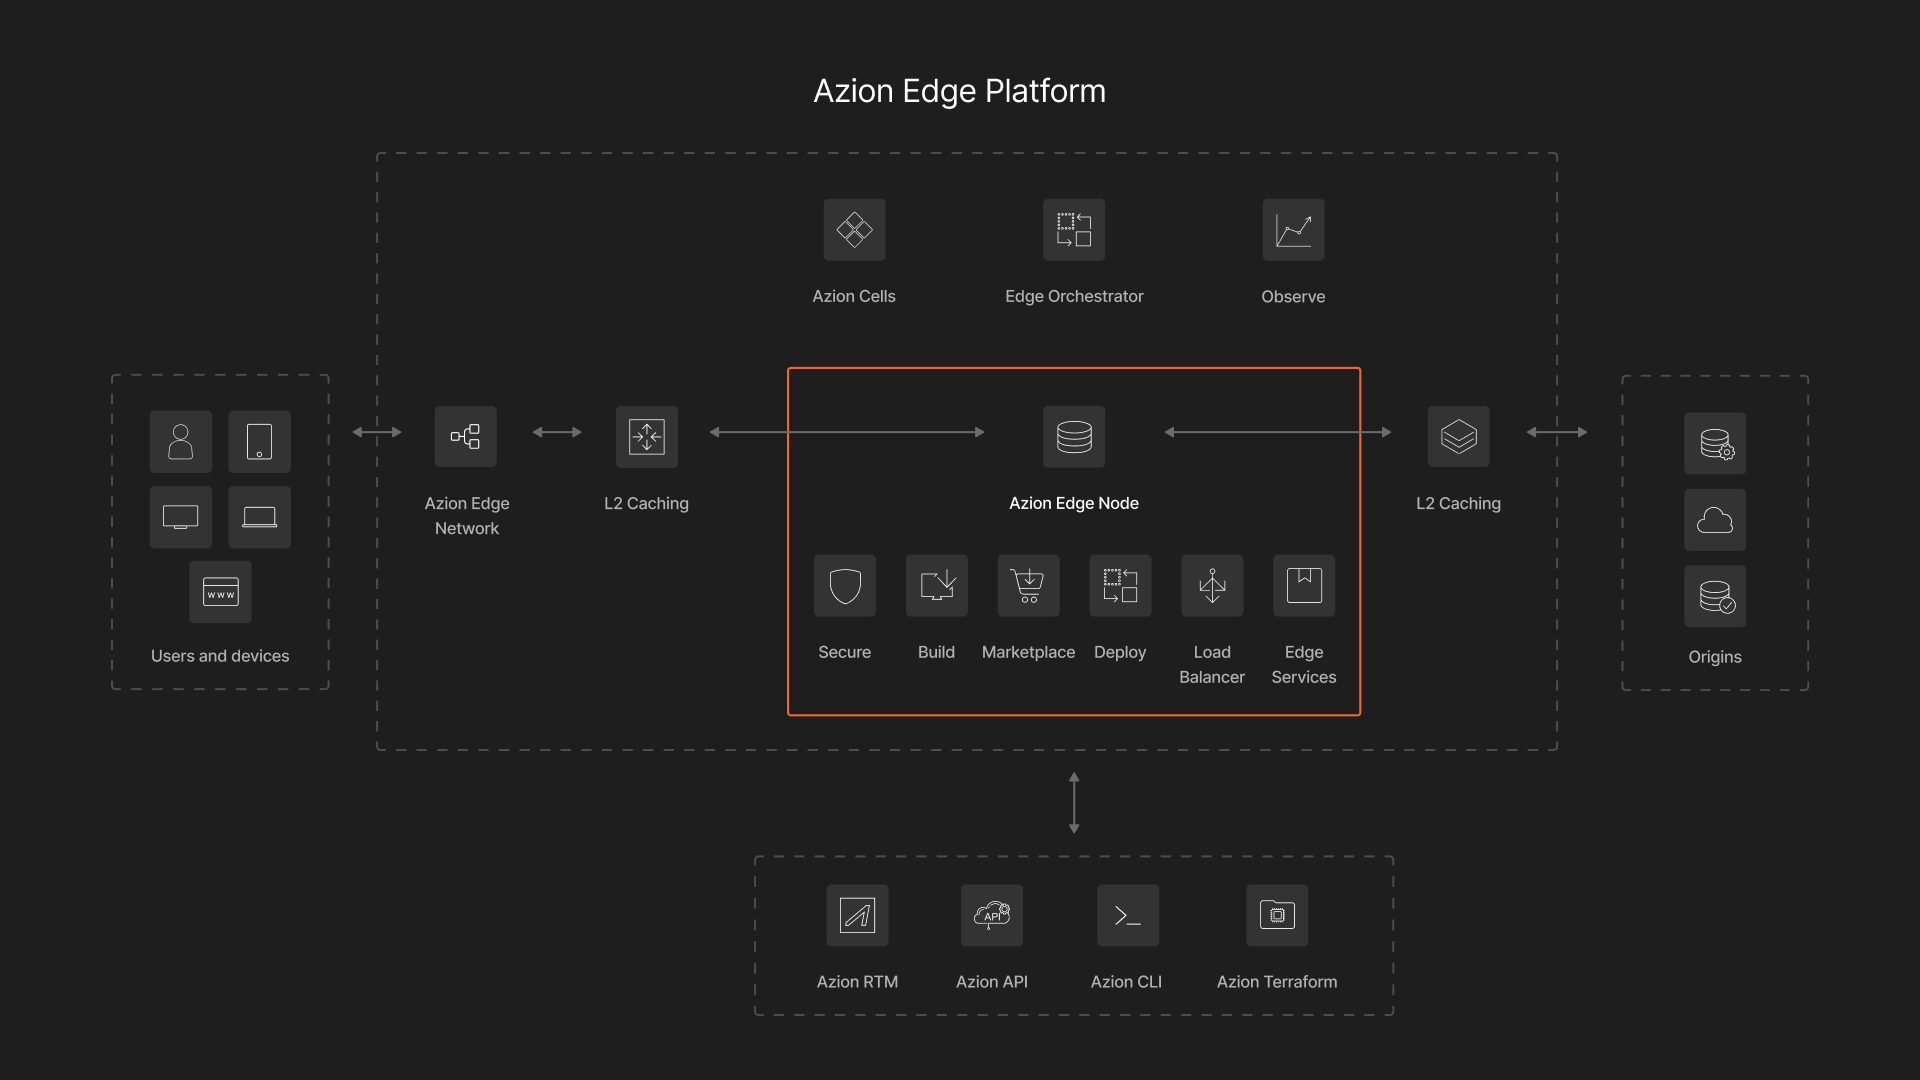 Azion Edge Platform
Azion Cells
Edge Orchestrator
Observe
www
Users and devices
Azion Edge
Network
L2 Caching
Azion Edge Node
L2 Caching
Secure
Build
Marketplace
Deploy
Load
Balancer
Edge
Services
Origins
API
Azion RTM
Azion API
Azion CLI
Azion Terraform